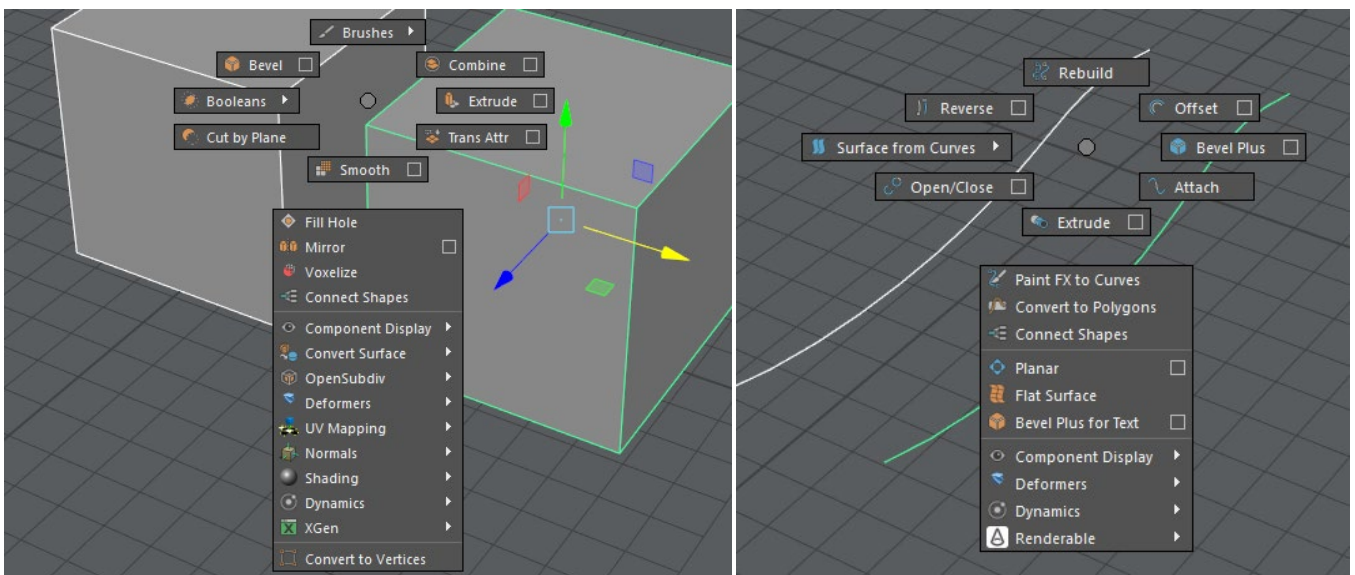 Brushes
Bevel
Combine
Booleans
Extrude
Cut by Plane
Trans Attr
Smooth
Fill Hole
Mirror
Voxelize
Connect Shapes
Component Display
Convert Surface
OpenSubdiv
Deformers
UV Mapping
Normals
Shading
Dynamics
XGen
Convert to Vertices
Rebuild
Reverse
Offset
Surface from Curves
Bevel Plus
Open/Close
Attach
Extrude
Paint FX to Curves
Convert to Polygons
Connect Shapes
Planar
Flat Surface
Bevel Plus for Text
Component Display
Deformers
Dynamics
Renderable